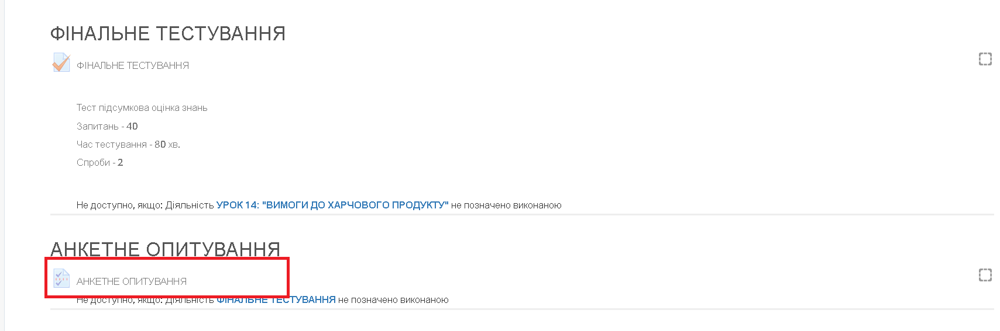 ФІНАЛЬНЕ ТЕСТУВАННЯ
ФІНАЛЬНЕ ТЕСТУВАННЯ
Тест підсумкова оцінка знань
Запитань - 40
Час тестування - 80 хв.
Спроби - 2
Не доступно, якщо: Діяльність УРОК 14: "ВИМОГИ ДО ХАРЧОВОГО ПРОДУКТУ" не позначено виконаною
АНКЕТНЕ ОПИТУВАННЯ
АНКЕТНЕ ОПИТУВАННЯ
Не доступно, якщо: Діяльність ФІНАЛЬНЕ ТЕСТУВАННЯ не позначено виконаною